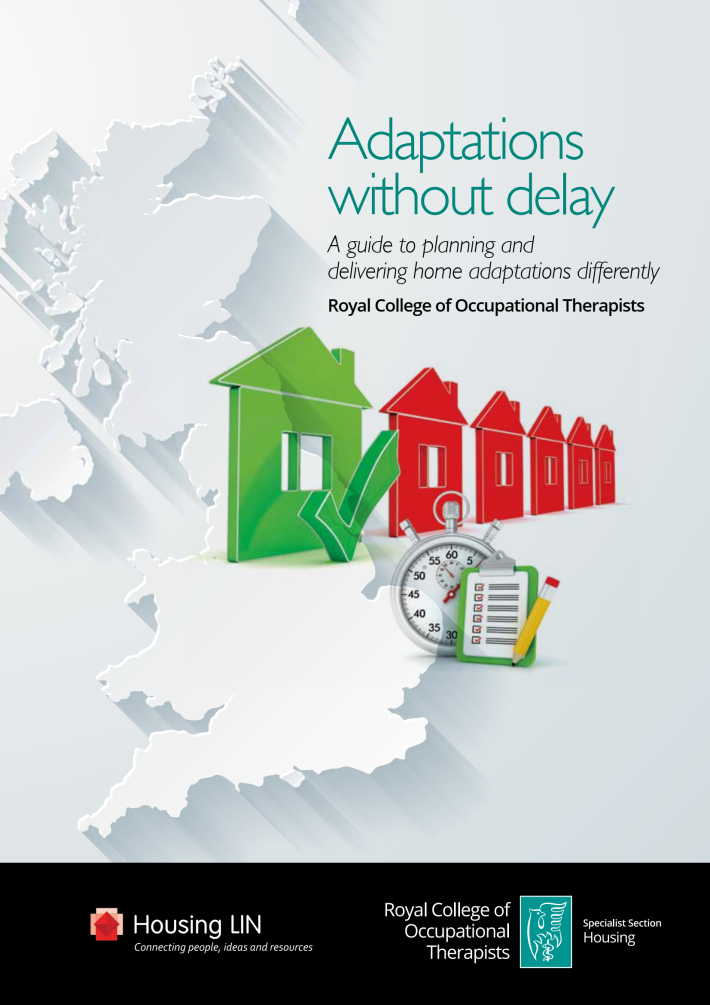 Adaptations
without delay
A guide to planning and
delivering home adaptations differently
Royal College of Occupational Therapists
55 60 5
50
45
40
35 30
Housing LIN
Connecting people, ideas and resources
Royal College of
Occupational
Therapists
Specialist Section
Housing